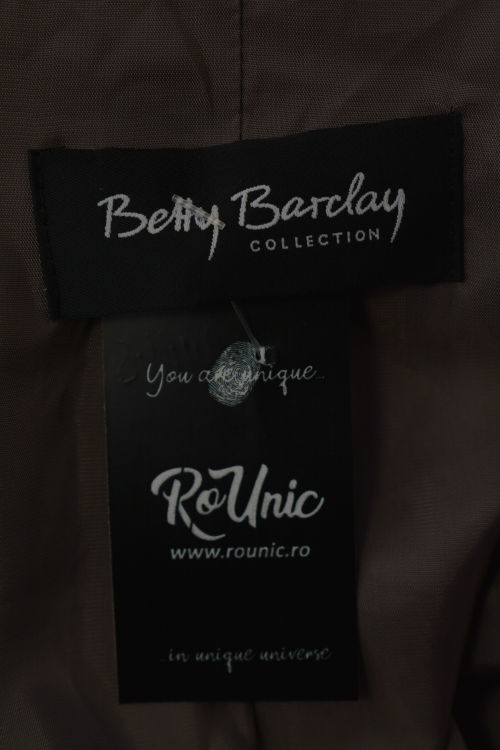 Betty Barclay
COLLECTION
You are unique...
RoUnic
www.rounic.ro
...in unique universe